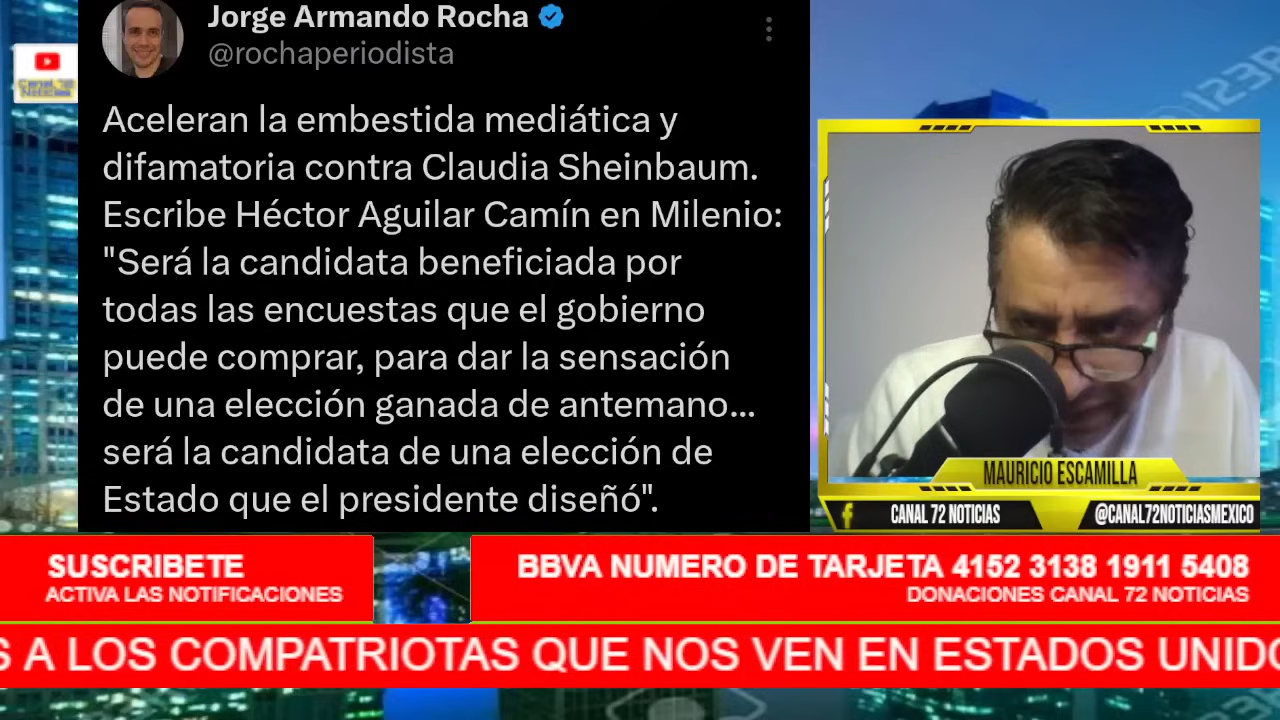 Jorge Armando Rocha
@rochaperiodista
Aceleran la embestida mediática y
difamatoria contra Claudia Sheinbaum.
Escribe Héctor Aguilar Camín en Milenio:
"Será la candidata beneficiada por
todas las encuestas que el gobierno
puede comprar, para dar la sensación
de una elección ganada de antemano...
será la candidata de una elección de
Estado que el presidente diseñó".
Canal 72
Noticias
MAURICIO ESCAMILLA
CANAL 72 NOTICIAS
@CANAL72NOTICIASMEXICO
SUSCRIBETE
ACTIVA LAS NOTIFICACIONES
BBVA NUMERO DE TARJETA 4152 3138 1911 5408
DONACIONES CANAL 72 NOTICIAS
S A LOS COMPATRIOTAS QUE NOS VEN EN ESTADOS UNIDO